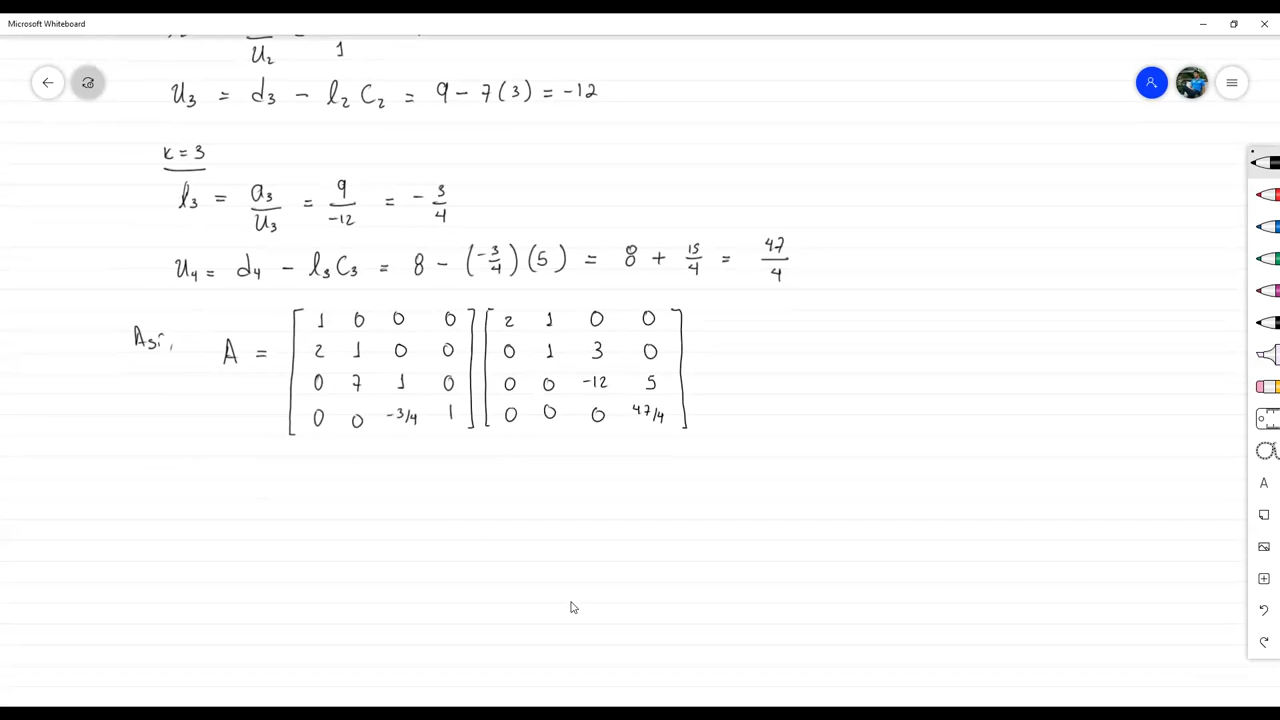 Microsoft Whiteboard
U₂ 1
U₃ = d₃ - l₂ C₂ = 9 - 7(3) = -12
k = 3
l₃ = a₃/U₃ = 9/-12 = - 3/4
U₄ = d₄ - l₃ C₃ = 8 - (-3/4)(5) = 8 + 15/4 = 47/4
Así, A = [1 0 0 0] [2 1 0 0]
[2 1 0 0] [0 1 3 0]
[0 7 1 0] [0 0 -12 5]
[0 0 -3/4 1] [0 0 0 47/4]
A